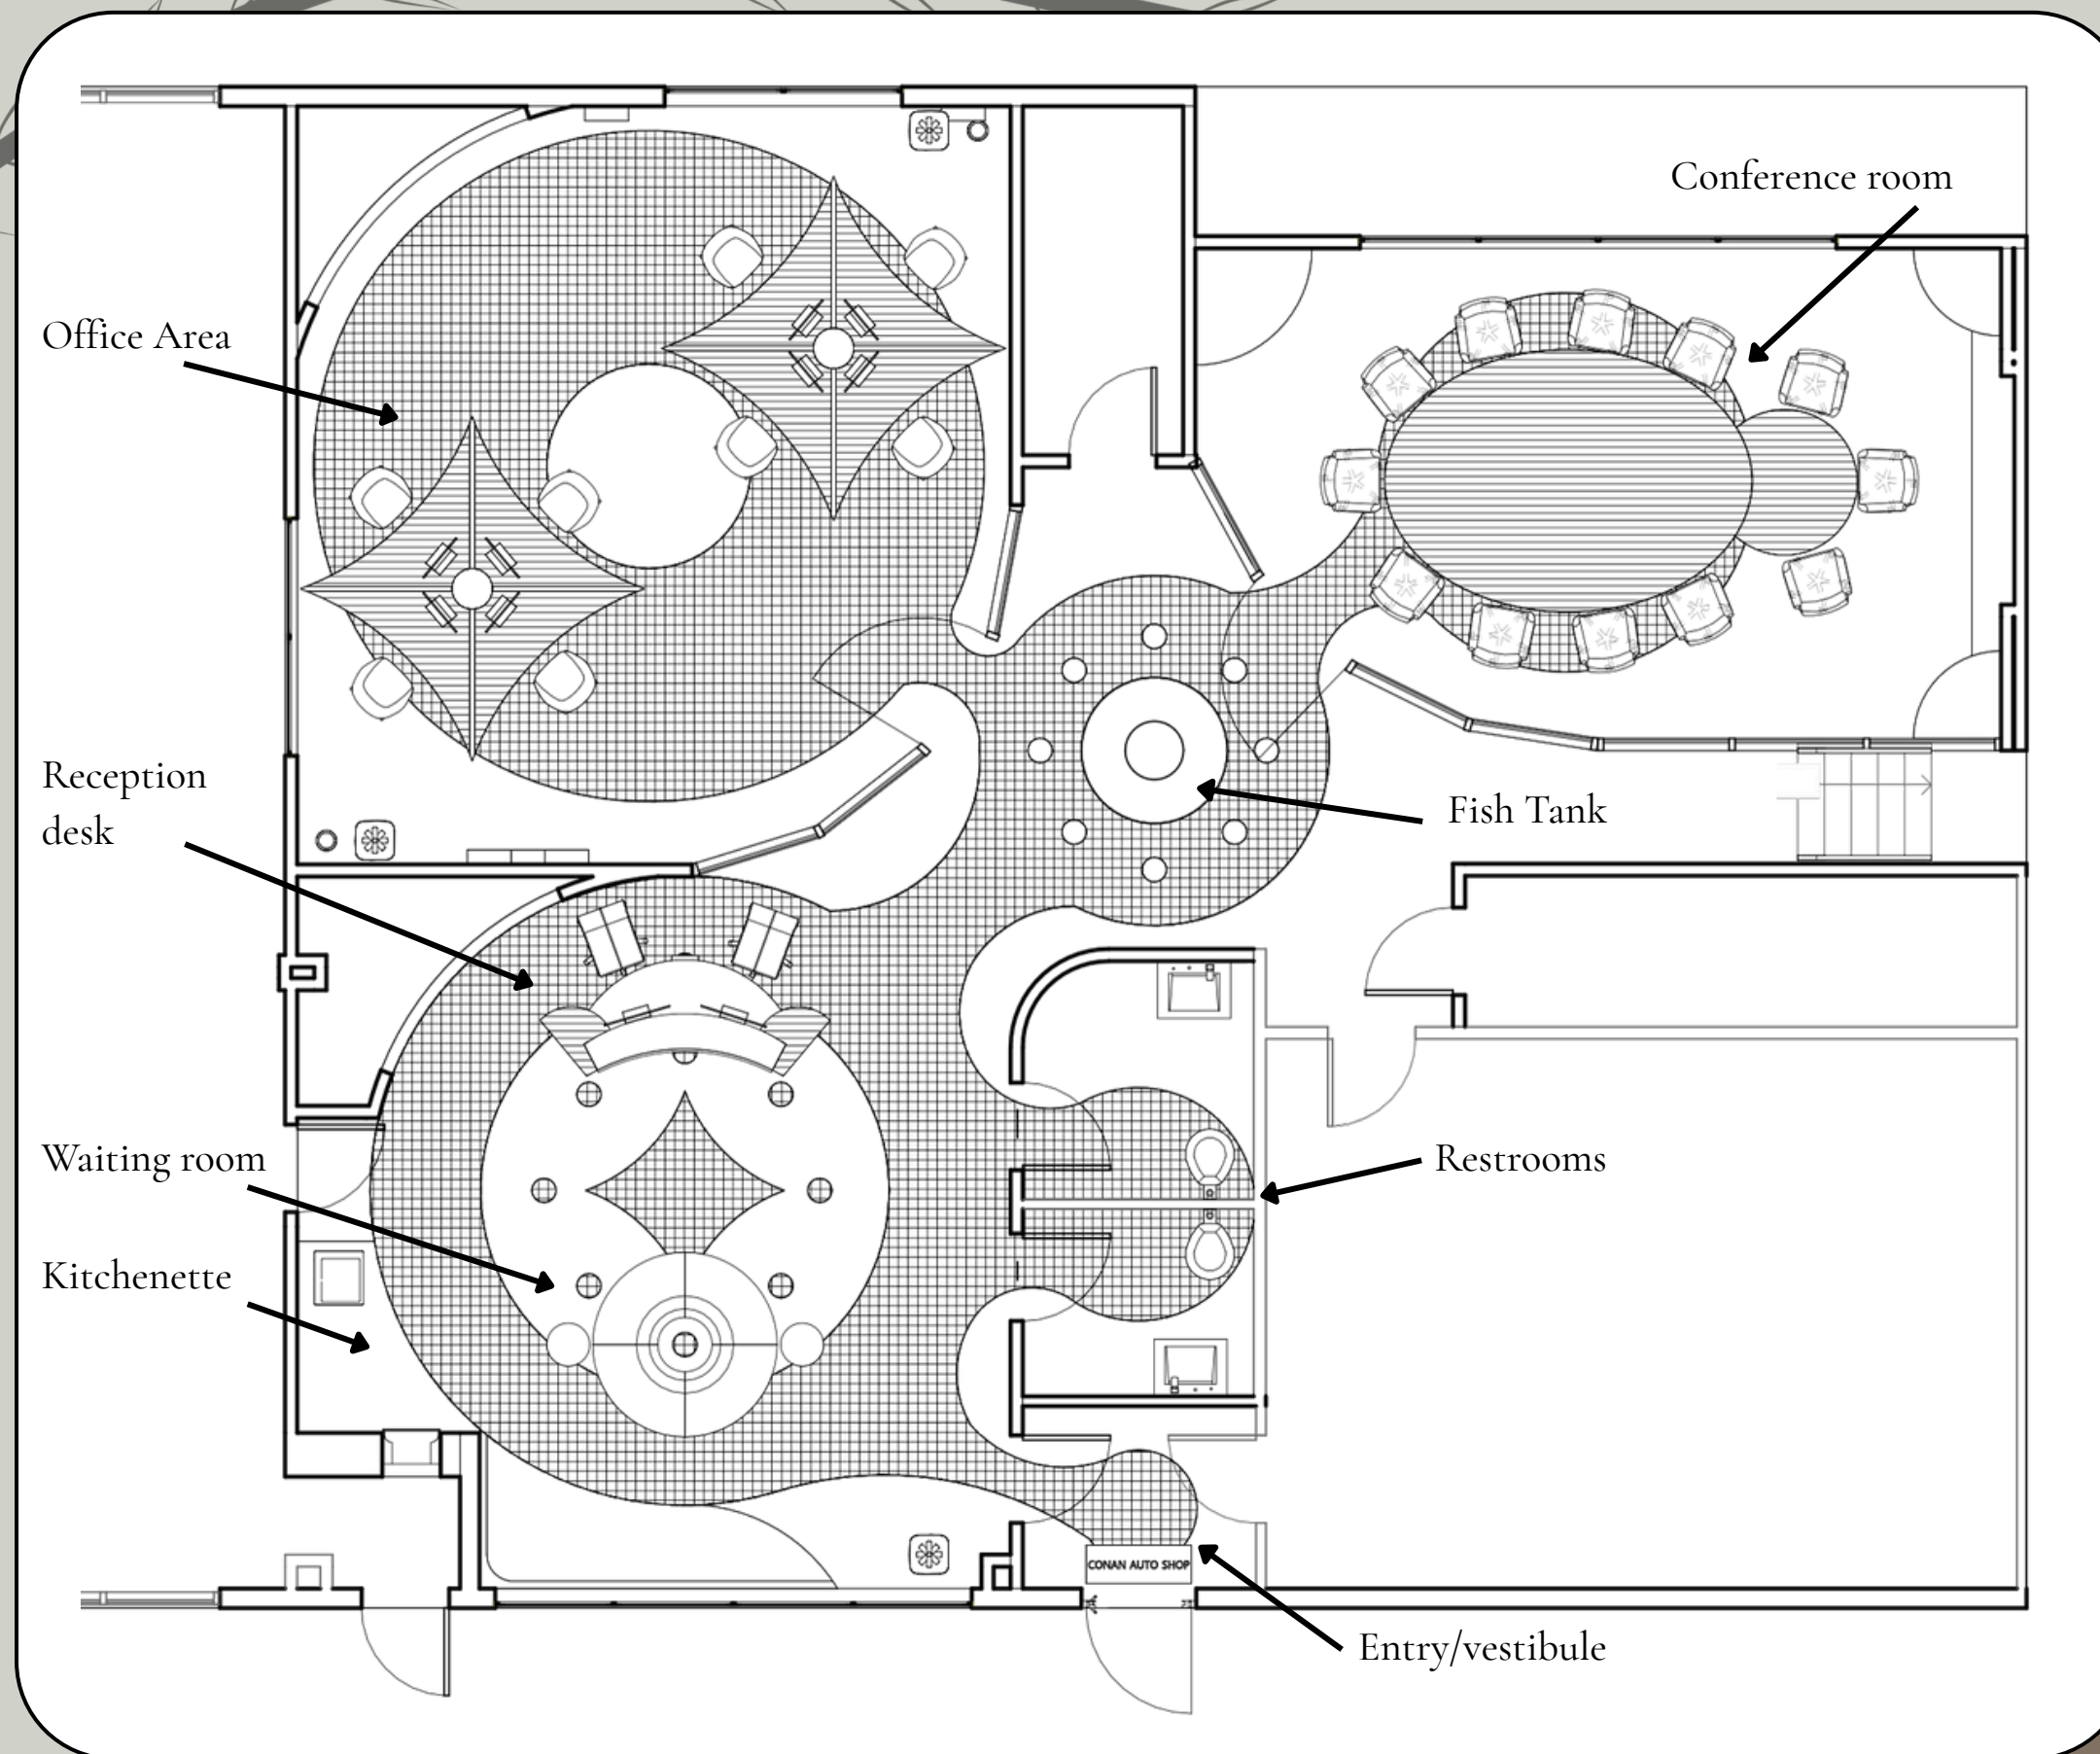 Conference room
Office Area
Reception
desk
Fish Tank
Waiting room
Restrooms
Kitchenette
CONAN AUTO SHOP
Entry/vestibule